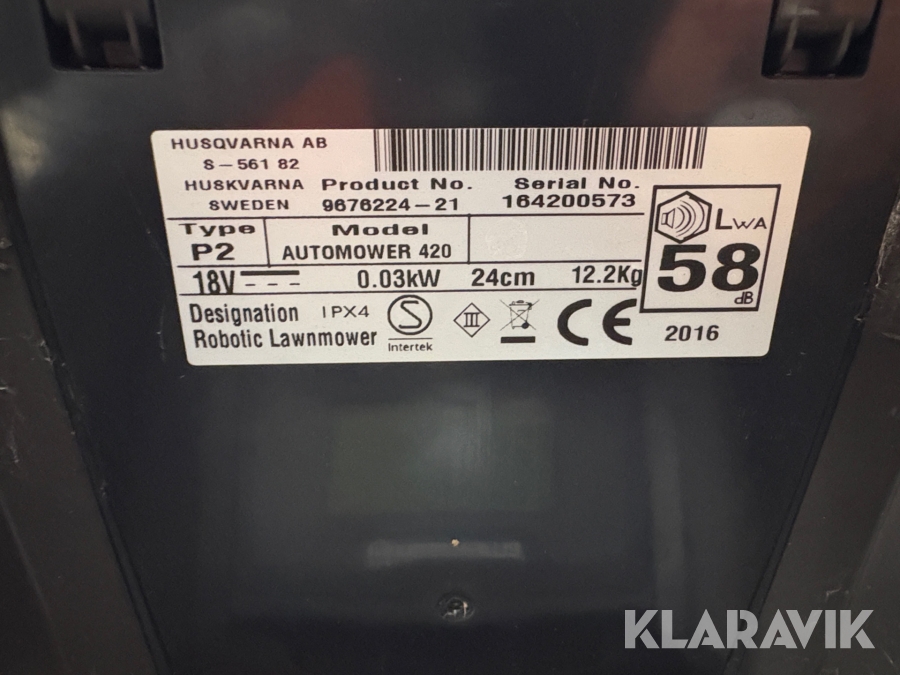 HUSQVARNA AB
S-561 82
HUSKVARNA
SWEDEN
Product No.
9676224-21
Serial No.
164200573
Type
P2
Model
AUTOMOWER 420
18V 0.03kW 24cm 12.2Kg
LWA
58
dB
Designation IPX4
Robotic Lawnmower
S
Intertek
III
CE
2016
KLARAVIK